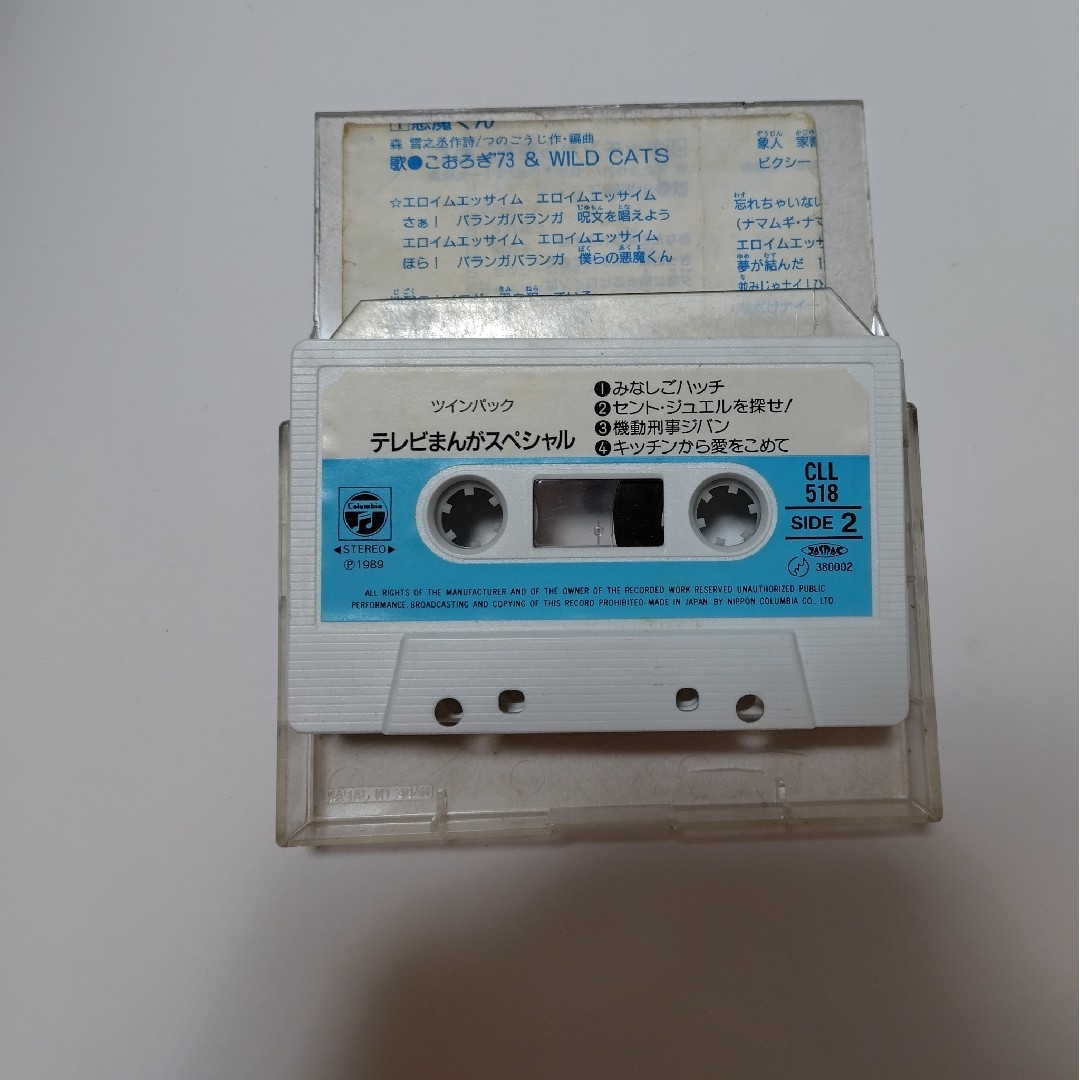 悪魔くん
森 雪之丞作詩/つのごうじ作・編曲
歌●こおろぎ'73 & WILD CATS
☆エロイムエッサイム エロイムエッサイム
さぁ! バランガバランガ 呪文を唱えよう
エロイムエッサイム エロイムエッサイム
ほら! バランガバランガ 僕らの悪魔くん
象人
ピクシー
忘れちゃいない
(ナマムギ・ナマ
エロイムエッサ
夢が結んだ
並みじゃナイ!ひ
ツインパック
テレビまんがスペシャル
❶みなしごハッチ
❷セント・ジュエルを探せ!
❸機動刑事ジバン
❹キッチンから愛をこめて
Columbia
◀STEREO▶
Ⓟ1989
CLL
518
SIDE 2
JASRAC
380002
ALL RIGHTS OF THE MANUFACTURER AND OF THE OWNER OF THE RECORDED WORK RESERVED UNAUTHORIZED PUBLIC
PERFORMANCE. BROADCASTING AND COPYING OF THIS RECORD PROHIBITED· MADE IN JAPAN BY NIPPON COLUMBIA CO., LTD.